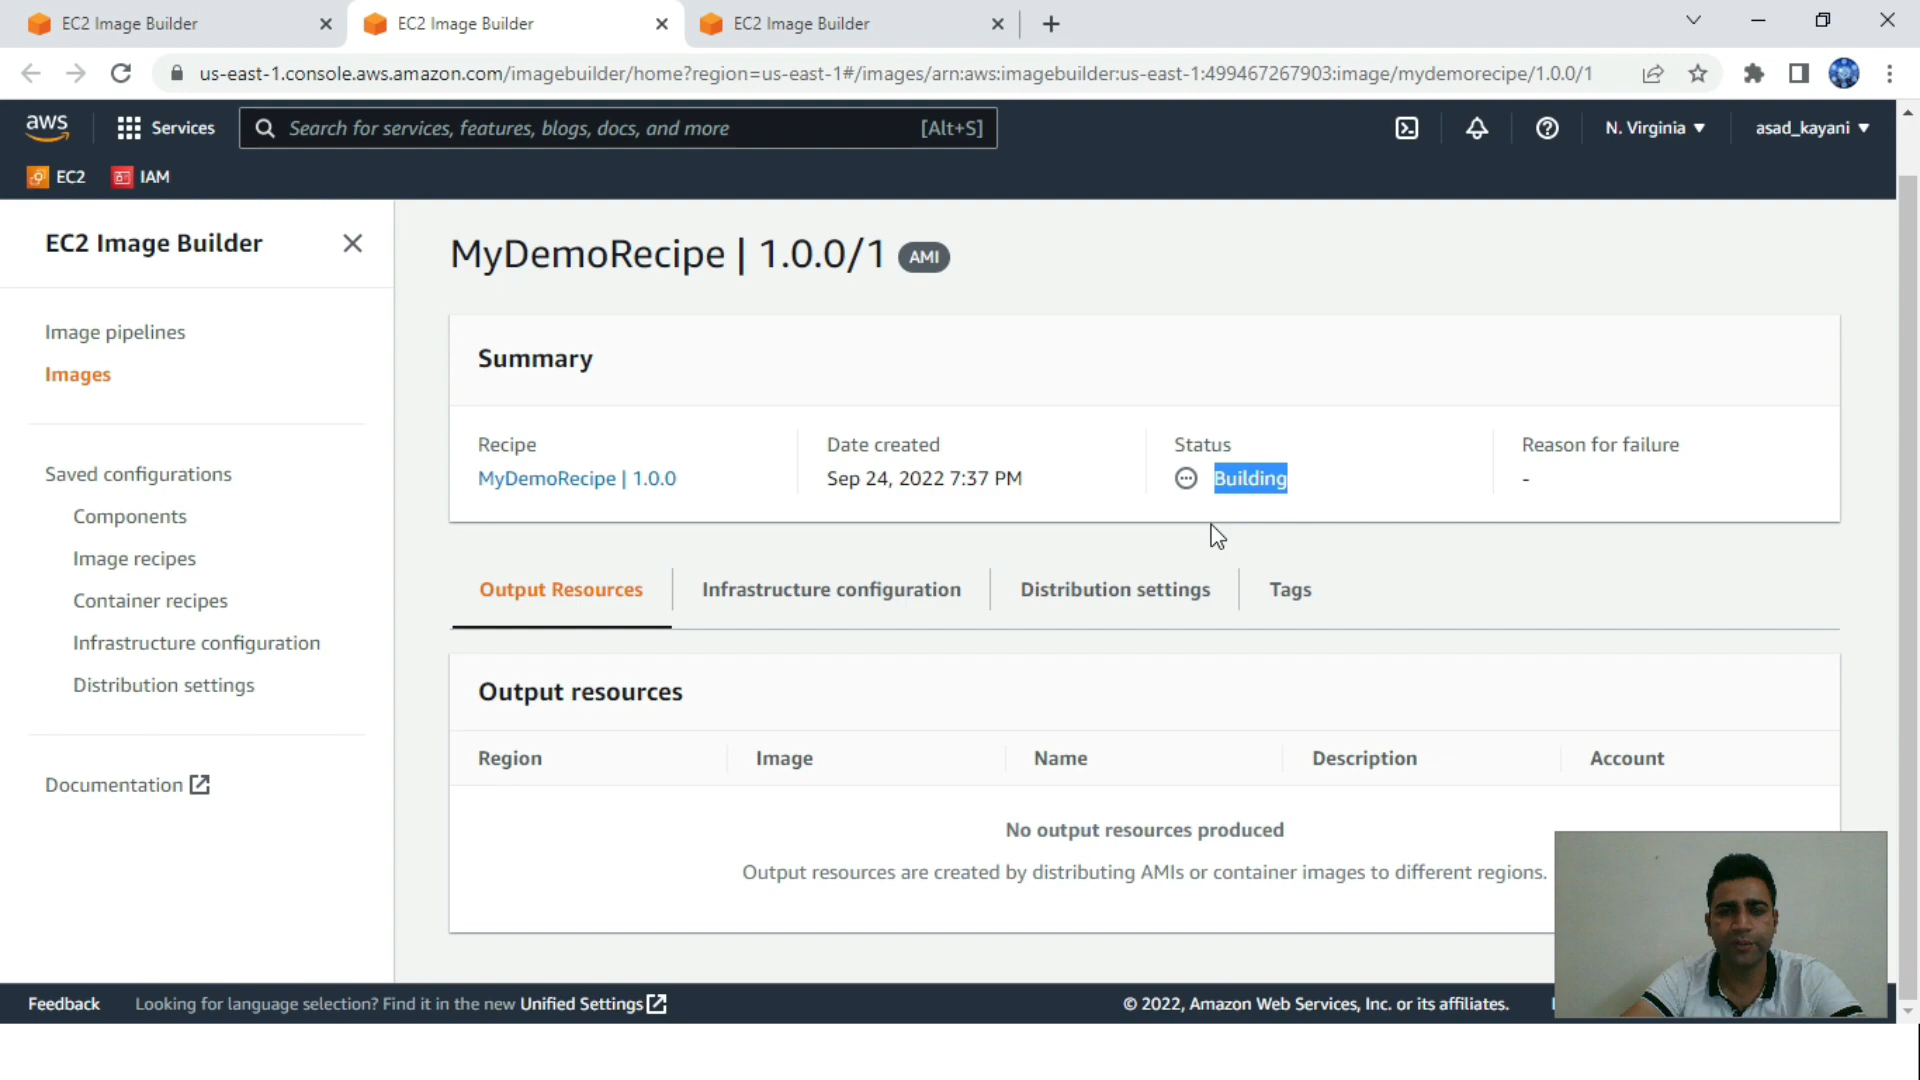 EC2 Image Builder
EC2 Image Builder
EC2 Image Builder
us-east-1.console.aws.amazon.com/imagebuilder/home?region=us-east-1#/images/arn:aws:imagebuilder:us-east-1:499467267903:image/mydemorecipe/1.0.0/1
aws
Services
Search for services, features, blogs, docs, and more
[Alt+S]
N. Virginia
asad_kayani
EC2
IAM
EC2 Image Builder
Image pipelines
Images
Saved configurations
Components
Image recipes
Container recipes
Infrastructure configuration
Distribution settings
Documentation
MyDemoRecipe | 1.0.0/1
AMI
Summary
Recipe
MyDemoRecipe | 1.0.0
Date created
Sep 24, 2022 7:37 PM
Status
Building
Reason for failure
-
Output Resources
Infrastructure configuration
Distribution settings
Tags
Output resources
Region
Image
Name
Description
Account
No output resources produced
Output resources are created by distributing AMIs or container images to different regions.
Feedback
Looking for language selection? Find it in the new Unified Settings
© 2022, Amazon Web Services, Inc. or its affiliates.